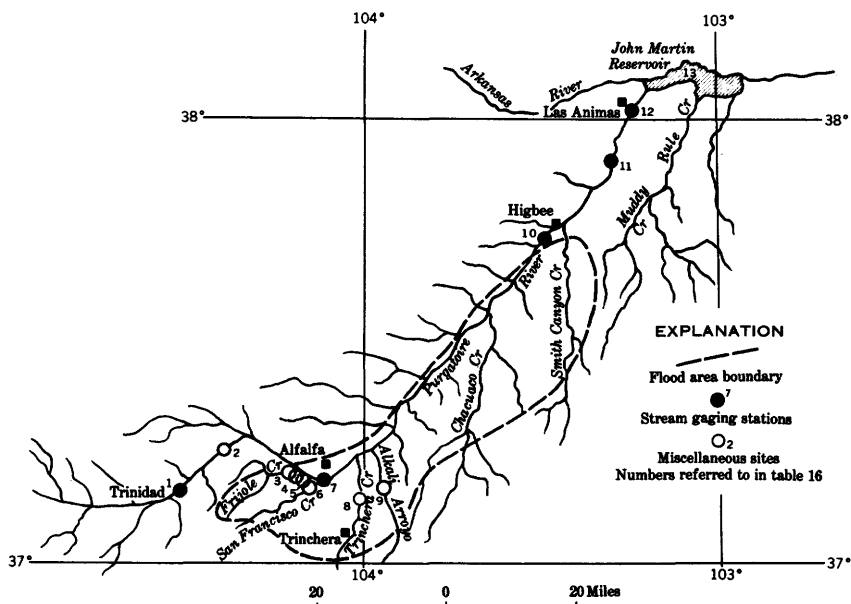 104°
103°
John Martin
Reservoir
13
Arkansas
River
Las Animas
12
38°
38°
Rule Cr
11
Muddy Cr
Higbee
10
River
Smith Canyon Cr
EXPLANATION
Flood area boundary
7
Stream gaging stations
2
Miscellaneous sites
Numbers referred to in table 16
Purgatoire
Chacuaco Cr
2
Alfalfa
Trinidad
1
Frijole
Cr
3
4
5
6
7
San Francisco Cr
8
Trinchera Cr
Alkali
Arroyo
9
Trinchera
37°
37°
104°
103°
20
0
20 Miles